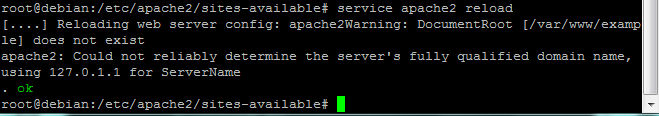 root@debian:/etc/apache2/sites-available# service apache2 reload
[....] Reloading web server config: apache2Warning: DocumentRoot [/var/www/examp
le] does not exist
apache2: Could not reliably determine the server's fully qualified domain name,
using 127.0.1.1 for ServerName
. ok
root@debian:/etc/apache2/sites-available#